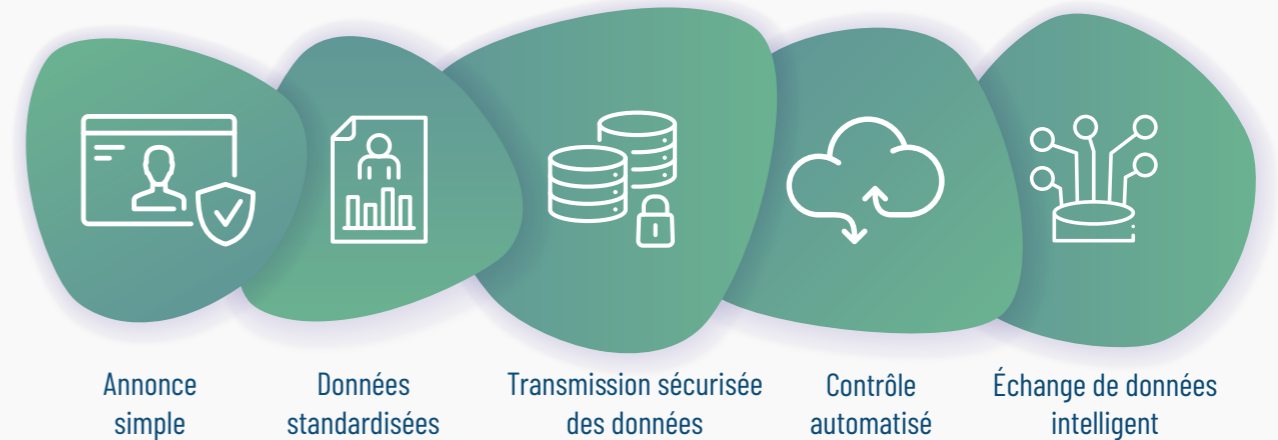 Annonce
simple
Données
standardisées
Transmission sécurisée
des données
Contrôle
automatisé
Échange de données
intelligent